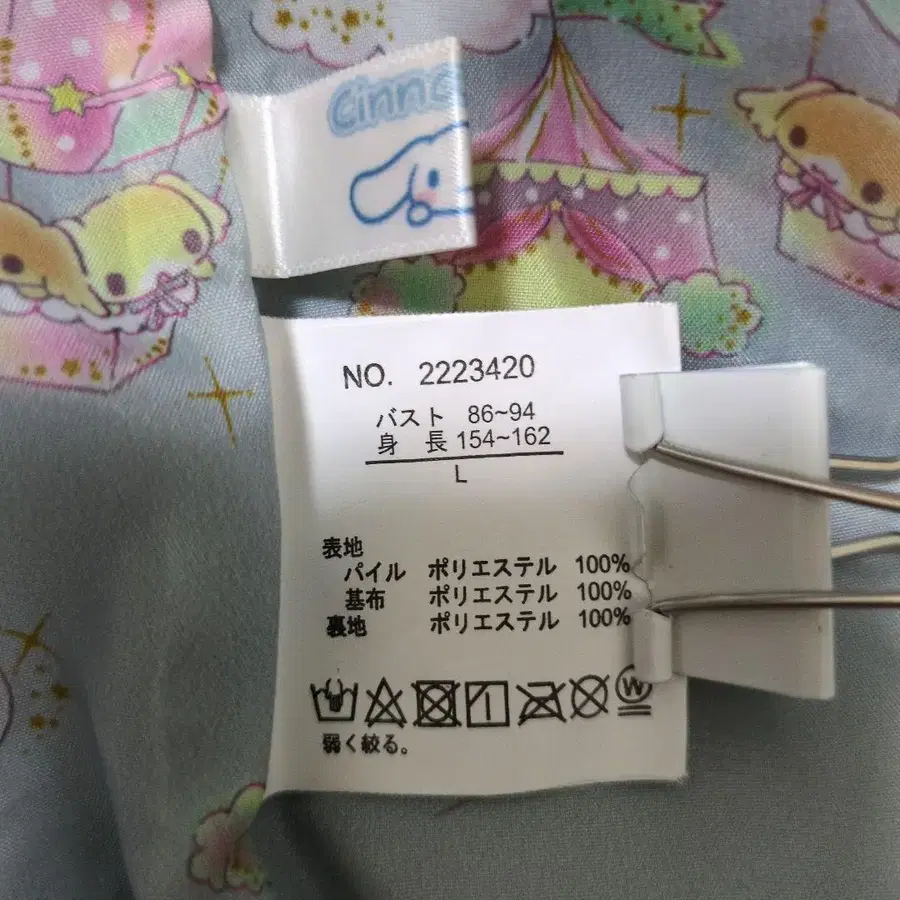 Cinna
NO. 2223420
バスト 86~94
身 長 154~162
L
表地
パイル ポリエステル 100%
基布 ポリエステル 100%
裏地 ポリエステル 100%
W
弱く絞る。